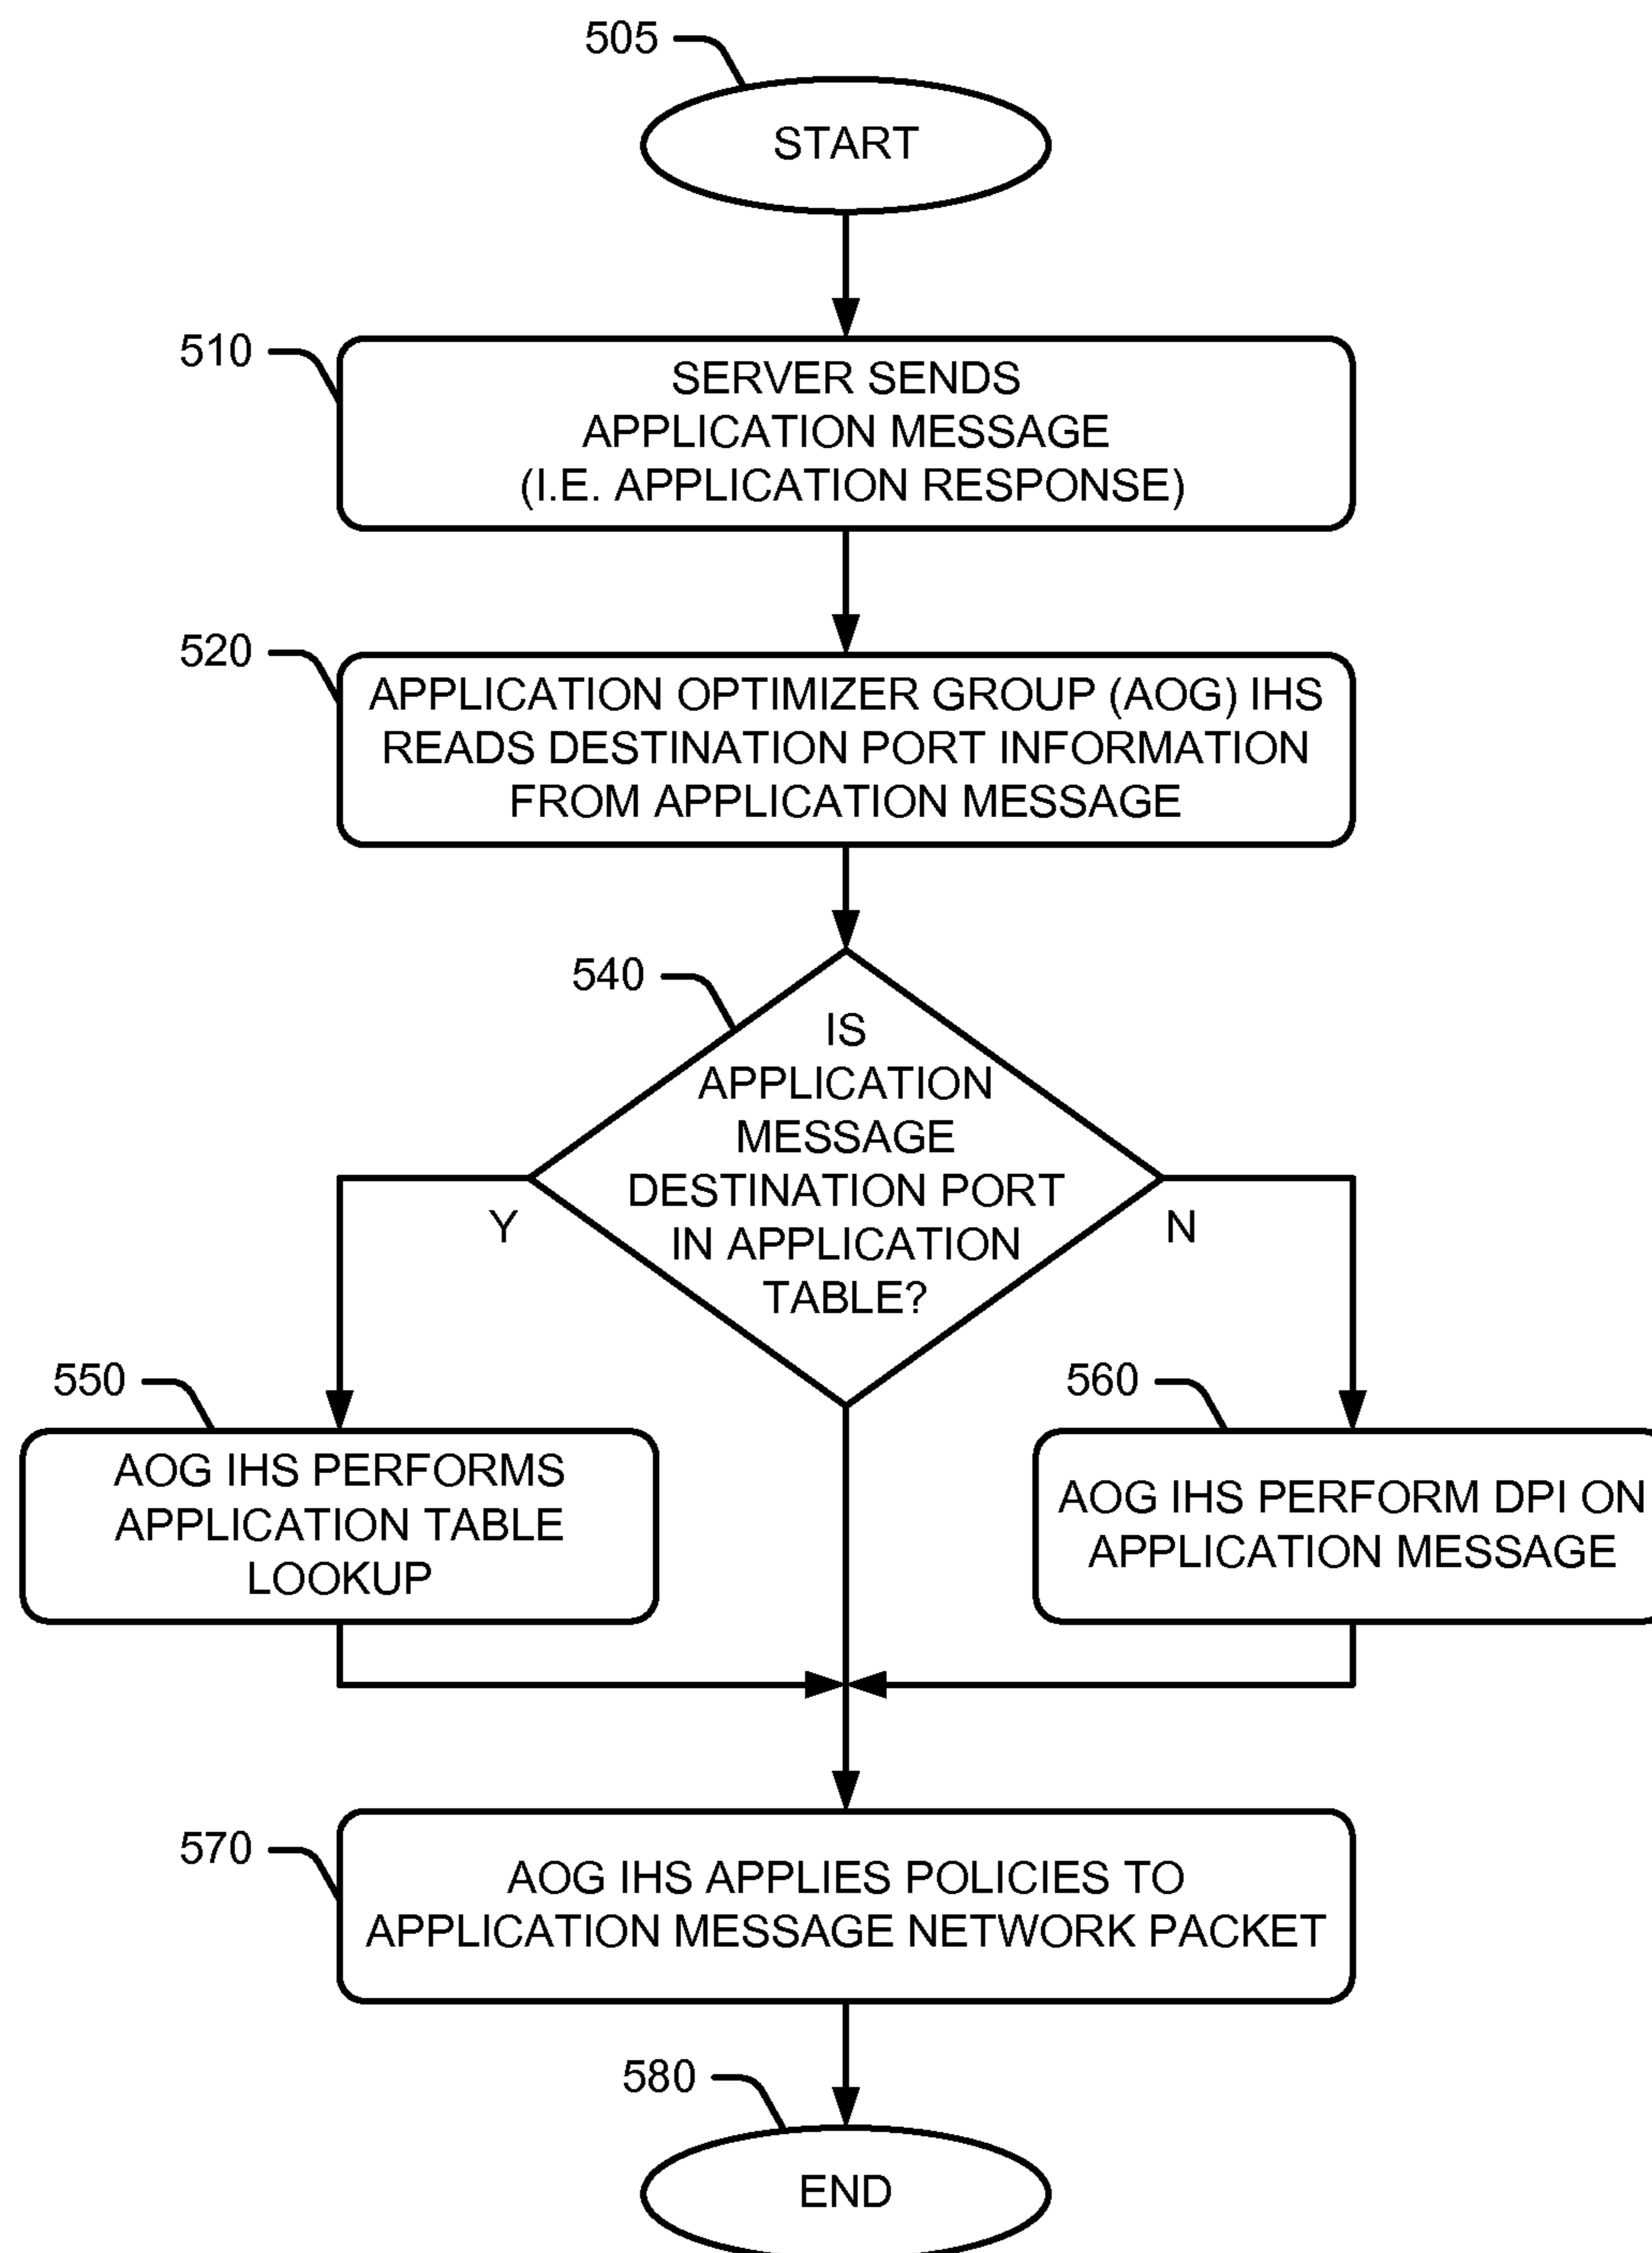 505
START
510
SERVER SENDS
APPLICATION MESSAGE
(I.E. APPLICATION RESPONSE)
520
APPLICATION OPTIMIZER GROUP (AOG) IHS
READS DESTINATION PORT INFORMATION
FROM APPLICATION MESSAGE
540
IS
APPLICATION
MESSAGE
DESTINATION PORT
IN APPLICATION
TABLE?
Y
N
550
AOG IHS PERFORMS
APPLICATION TABLE
LOOKUP
560
AOG IHS PERFORM DPI ON
APPLICATION MESSAGE
570
AOG IHS APPLIES POLICIES TO
APPLICATION MESSAGE NETWORK PACKET
580
END